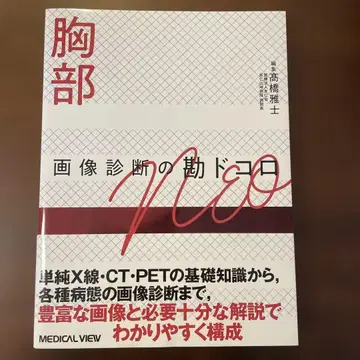 胸部
編集
髙橋雅士
画像診断の勘ドコロ
NEO
単純X線・CT・PETの基礎知識から,
各種病態の画像診断まで,
豊富な画像と必要十分な解説で
わかりやすく構成
MEDICAL VIEW